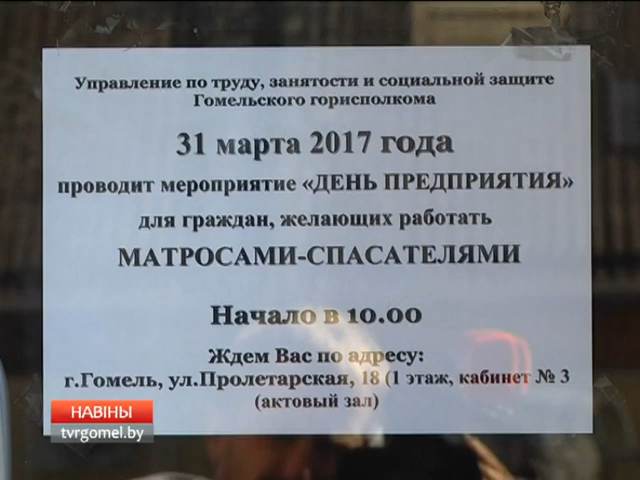 Управление по труду, занятости и социальной защите
Гомельского горисполкома
31 марта 2017 года
проводит мероприятие «ДЕНЬ ПРЕДПРИЯТИЯ»
для граждан, желающих работать
МАТРОСАМИ-СПАСАТЕЛЯМИ
Начало в 10.00
Ждем Вас по адресу:
г.Гомель, ул.Пролетарская, 18 (1 этаж, кабинет № 3
(актовый зал)
НАВІНЫ
tvrgomel.by